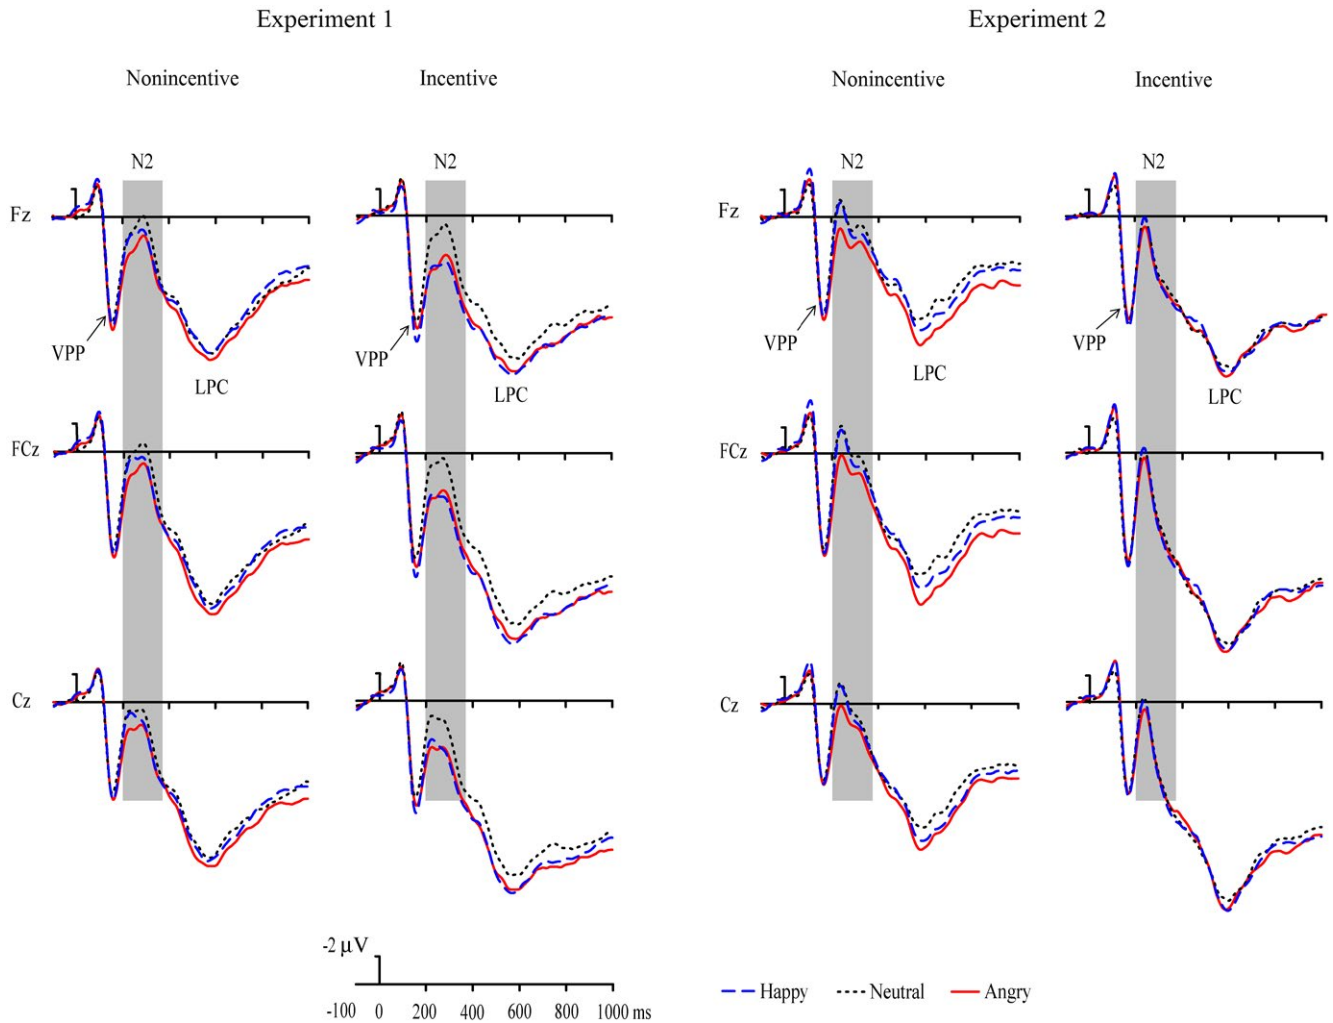 Experiment 1
Experiment 2
Nonincentive
Incentive
Nonincentive
Incentive
N2
N2
N2
N2
Fz
Fz
VPP
VPP
VPP
VPP
LPC
LPC
LPC
LPC
FCz
FCz
Cz
Cz
-2 μV
-100 0 200 400 600 800 1000 ms
Happy Neutral Angry